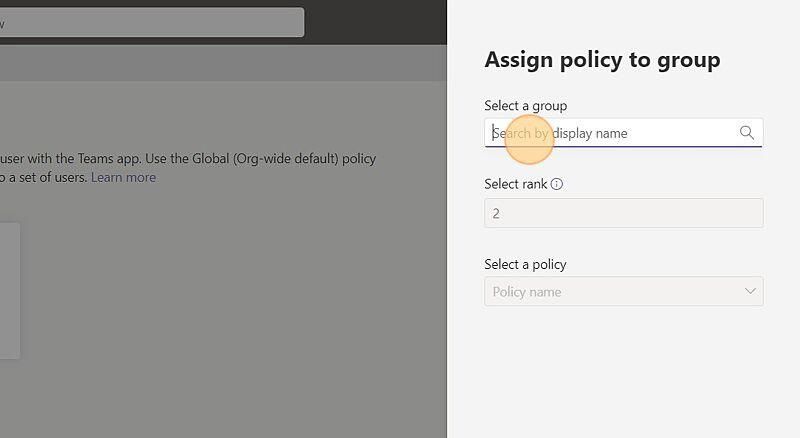 w
Assign policy to group
Select a group
Search by display name
user with the Teams app. Use the Global (Org-wide default) policy
o a set of users. Learn more
Select rank
2
Select a policy
Policy name